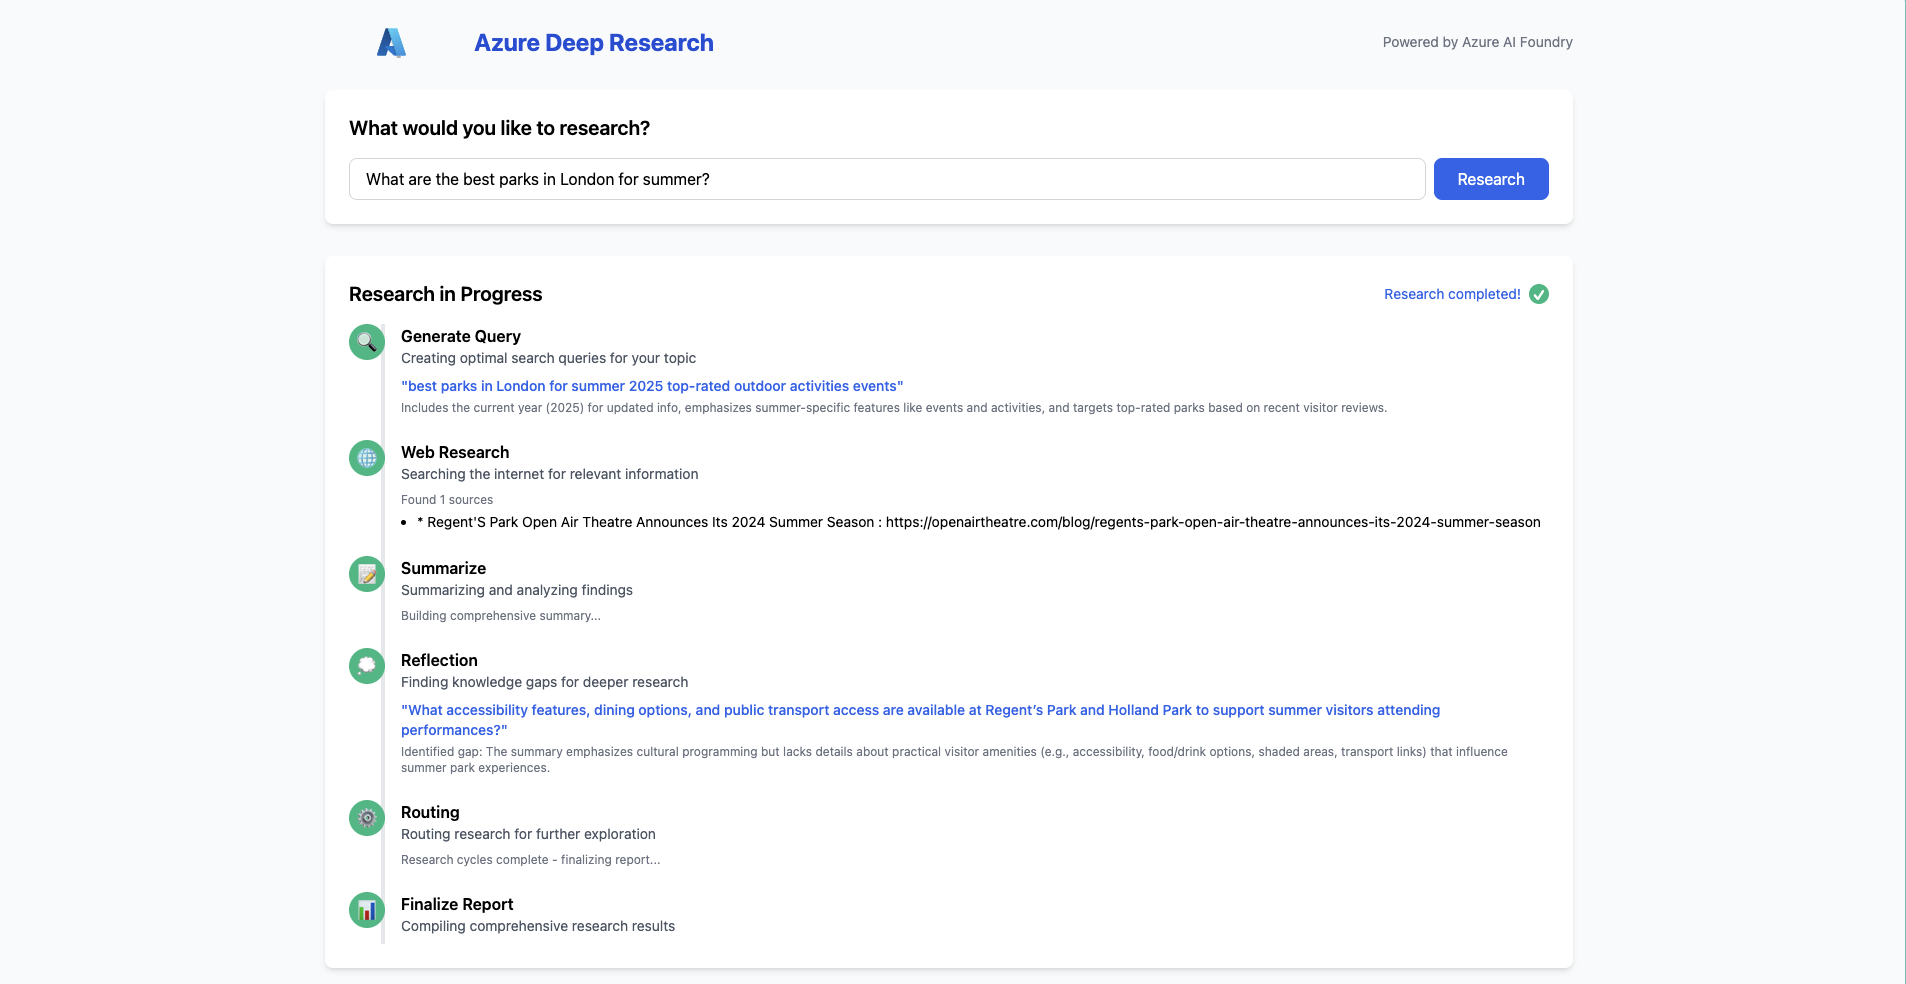 Azure Deep Research
Powered by Azure AI Foundry
What would you like to research?
What are the best parks in London for summer?
Research
Research in Progress
Research completed!
Generate Query
Creating optimal search queries for your topic
"best parks in London for summer 2025 top-rated outdoor activities events"
Includes the current year (2025) for updated info, emphasizes summer-specific features like events and activities, and targets top-rated parks based on recent visitor reviews.
Web Research
Searching the internet for relevant information
Found 1 sources
• * Regent'S Park Open Air Theatre Announces Its 2024 Summer Season : https://openairtheatre.com/blog/regents-park-open-air-theatre-announces-its-2024-summer-season
Summarize
Summarizing and analyzing findings
Building comprehensive summary...
Reflection
Finding knowledge gaps for deeper research
"What accessibility features, dining options, and public transport access are available at Regent’s Park and Holland Park to support summer visitors attending
performances?"
Identified gap: The summary emphasizes cultural programming but lacks details about practical visitor amenities (e.g., accessibility, food/drink options, shaded areas, transport links) that influence
summer park experiences.
Routing
Routing research for further exploration
Research cycles complete - finalizing report...
Finalize Report
Compiling comprehensive research results